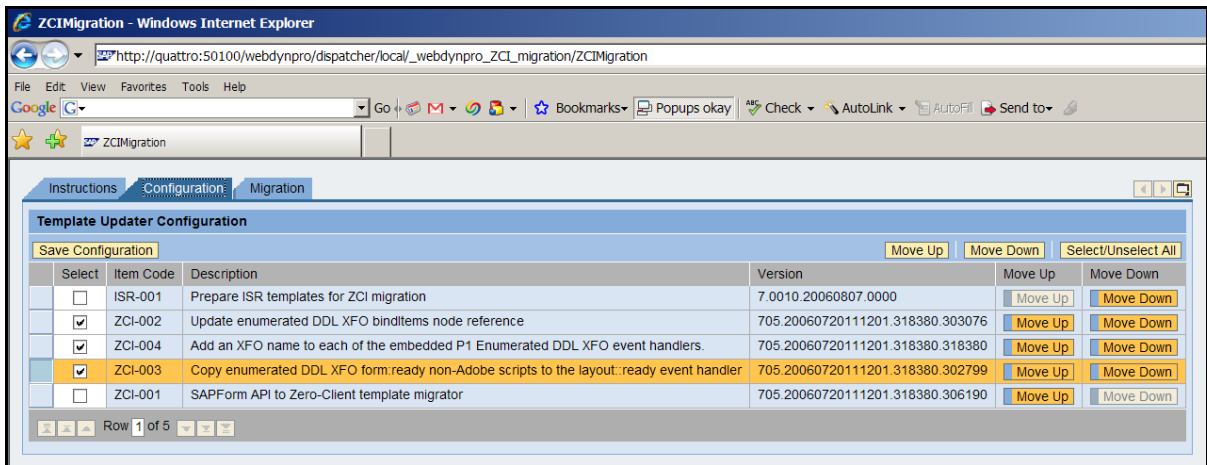 ZCIMigration - Windows Internet Explorer
http://quattro:50100/webdynpro/dispatcher/local/_webdynpro_ZCI_migration/ZCIMigration
File Edit View Favorites Tools Help
Google G Go Bookmarks Popups okay ABC Check AutoLink AutoFill Send to
SAP ZCIMigration
Instructions Configuration Migration
Template Updater Configuration
Save Configuration Move Up Move Down Select/Unselect All
Select Item Code Description Version Move Up Move Down
ISR-001 Prepare ISR templates for ZCI migration 7.0010.20060807.0000 Move Up Move Down
ZCI-002 Update enumerated DDL XFO bindItems node reference 705.20060720111201.318380.303076 Move Up Move Down
ZCI-004 Add an XFO name to each of the embedded P1 Enumerated DDL XFO event handlers. 705.20060720111201.318380.318380 Move Up Move Down
ZCI-003 Copy enumerated DDL XFO form:ready non-Adobe scripts to the layout::ready event handler 705.20060720111201.318380.302799 Move Up Move Down
ZCI-001 SAPForm API to Zero-Client template migrator 705.20060720111201.318380.306190 Move Up Move Down
Row 1 of 5